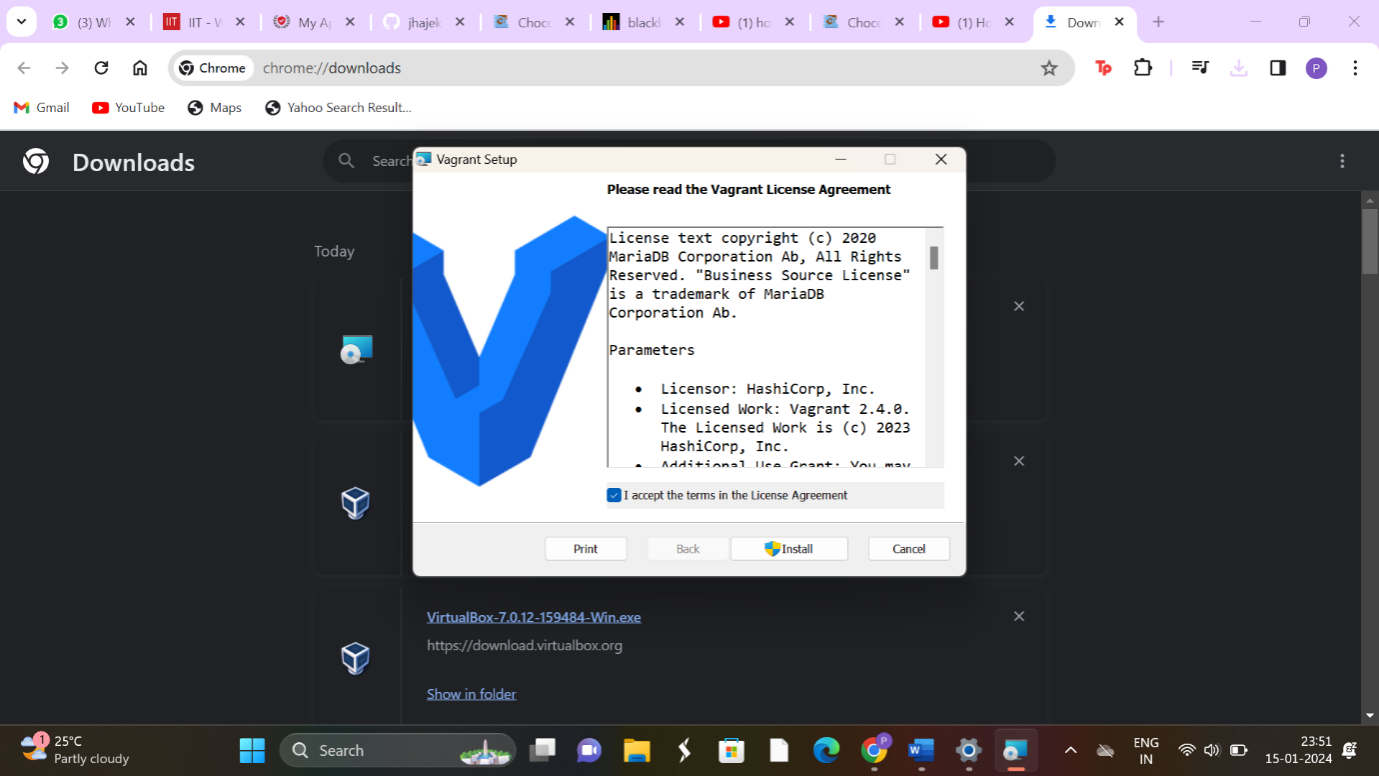 3
(3) Wh
IIT
IIT - W
My Ap
jhajek
Choco
blackb
(1) ho
Choco
(1) Ho
Down
Chrome
chrome://downloads
Tp
P
Gmail
YouTube
Maps
Yahoo Search Result...
Downloads
Search
Vagrant Setup
Please read the Vagrant License Agreement
License text copyright (c) 2020
MariaDB Corporation Ab, All Rights
Reserved. "Business Source License"
is a trademark of MariaDB
Corporation Ab.
Parameters
• Licensor: HashiCorp, Inc.
• Licensed Work: Vagrant 2.4.0.
The Licensed Work is (c) 2023
HashiCorp, Inc.
• Additional Use Grant: You may
I accept the terms in the License Agreement
Print
Back
Install
Cancel
Today
VirtualBox-7.0.12-159484-Win.exe
https://download.virtualbox.org
Show in folder
1
25°C
Partly cloudy
Search
P
ENG
IN
23:51
15-01-2024